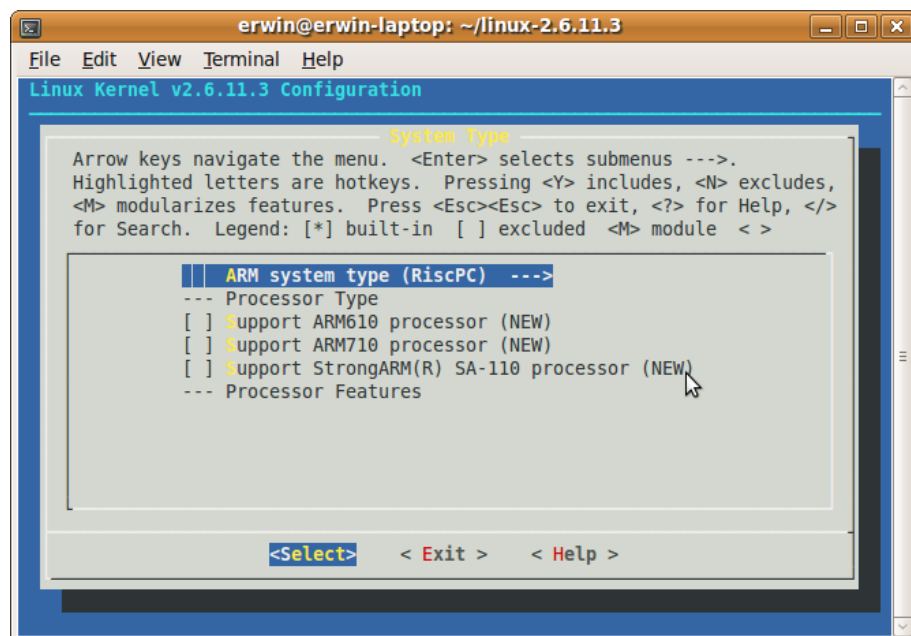 erwin@erwin-laptop: ~/linux-2.6.11.3
File Edit View Terminal Help
Linux Kernel v2.6.11.3 Configuration
System Type
Arrow keys navigate the menu. <Enter> selects submenus --->.
Highlighted letters are hotkeys. Pressing <Y> includes, <N> excludes,
<M> modularizes features. Press <Esc><Esc> to exit, <?> for Help, </>
for Search. Legend: [*] built-in [ ] excluded <M> module < >
ARM system type (RiscPC) --->
--- Processor Type
[ ] Support ARM610 processor (NEW)
[ ] Support ARM710 processor (NEW)
[ ] Support StrongARM(R) SA-110 processor (NEW)
--- Processor Features
<Select> < Exit > < Help >